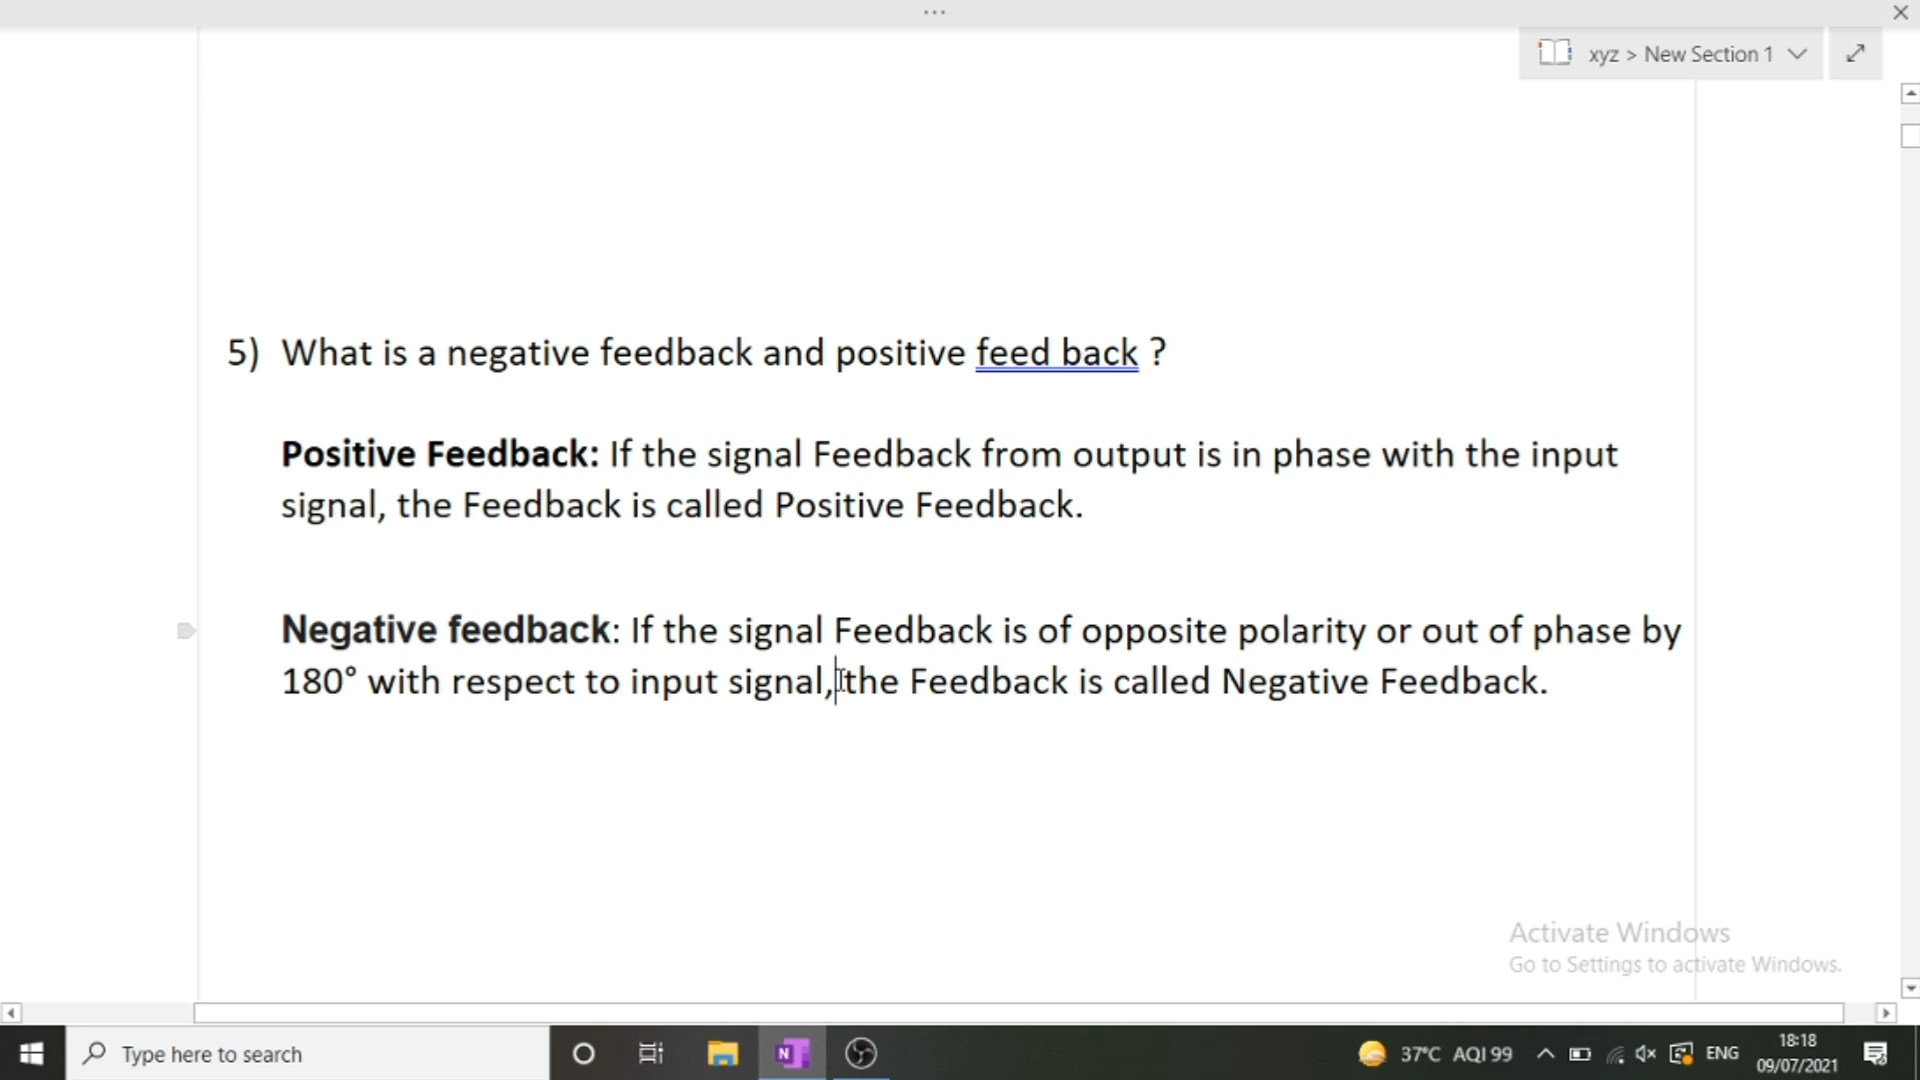 xyz > New Section 1
5) What is a negative feedback and positive feed back ?
Positive Feedback: If the signal Feedback from output is in phase with the input
signal, the Feedback is called Positive Feedback.
Negative feedback: If the signal Feedback is of opposite polarity or out of phase by
180° with respect to input signal, the Feedback is called Negative Feedback.
Activate Windows
Go to Settings to activate Windows.
Type here to search
N
37°C AQI 99
ENG
18:18
09/07/2021